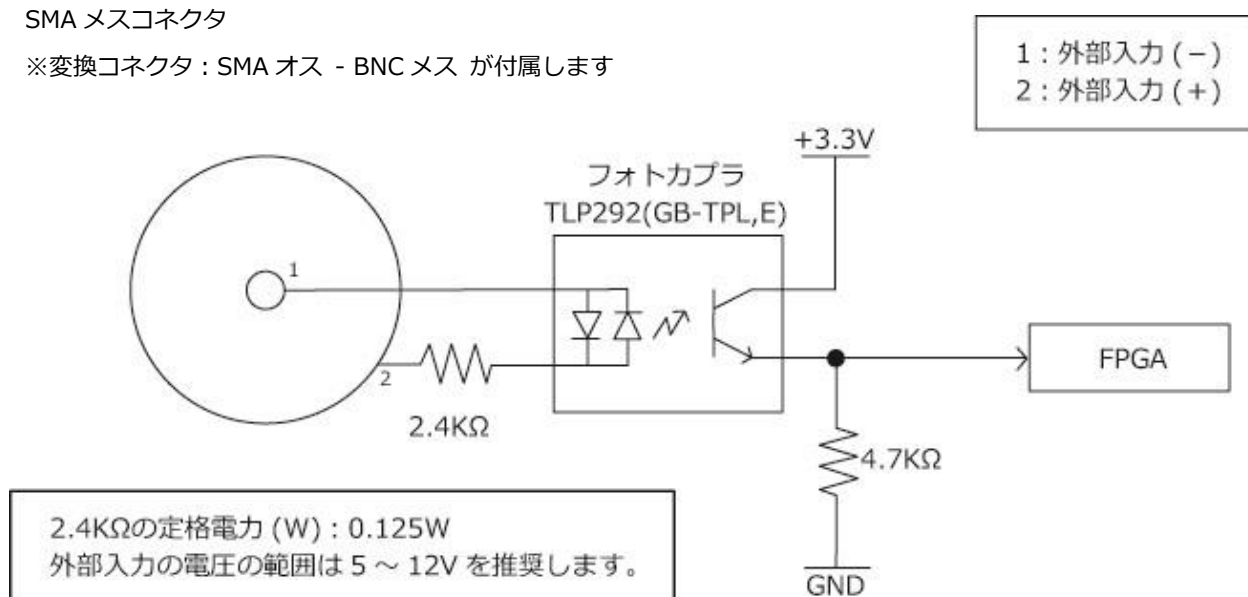 SMA メスコネクタ
※変換コネクタ：SMA オス - BNC メス が付属します
1：外部入力 (－)
2：外部入力 (+)
+3.3V
フォトカプラ
TLP292(GB-TPL,E)
1
2
2.4KΩ
FPGA
4.7KΩ
GND
2.4KΩの定格電力 (W)：0.125W
外部入力の電圧の範囲は 5 ～ 12V を推奨します。